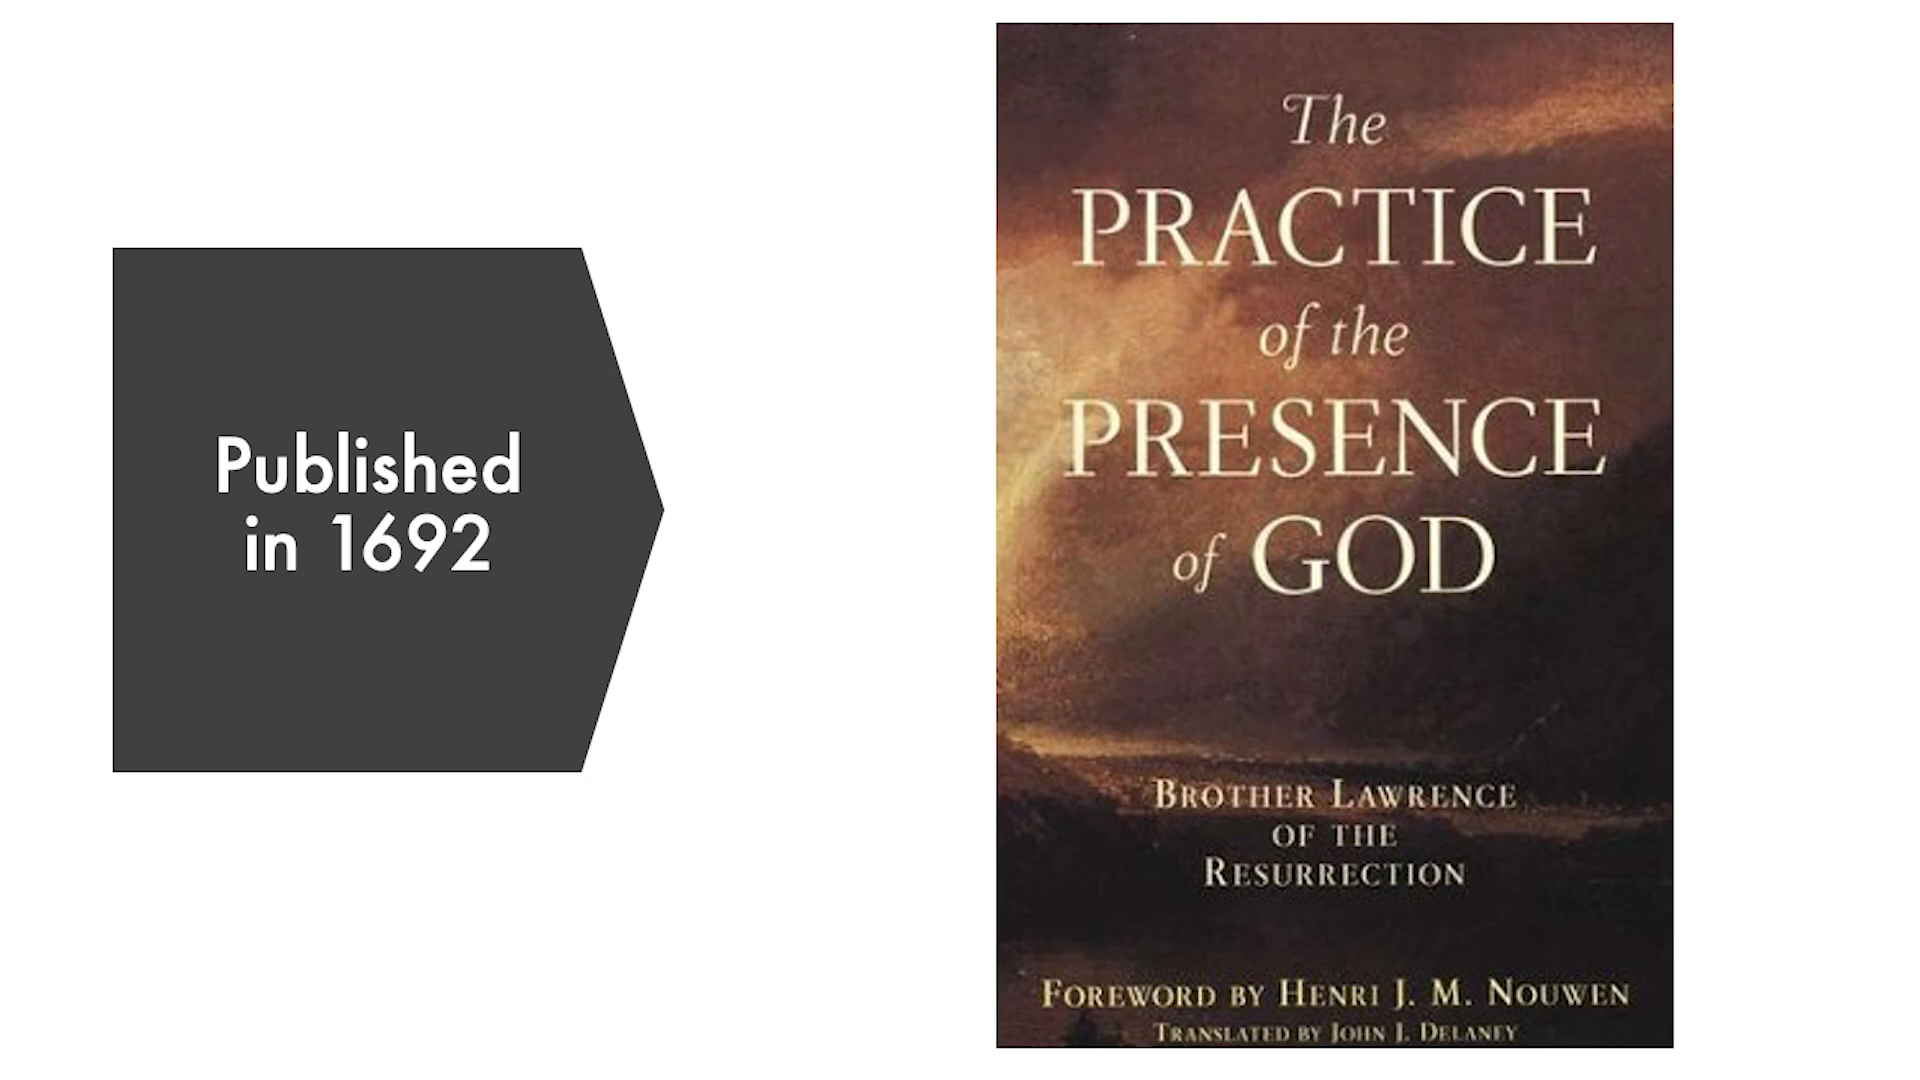 Published
in 1692
The
PRACTICE
of the
PRESENCE
of GOD
BROTHER LAWRENCE
OF THE
RESURRECTION
FOREWORD BY HENRI J. M. NOUWEN
TRANSLATED BY JOHN J. DELANEY